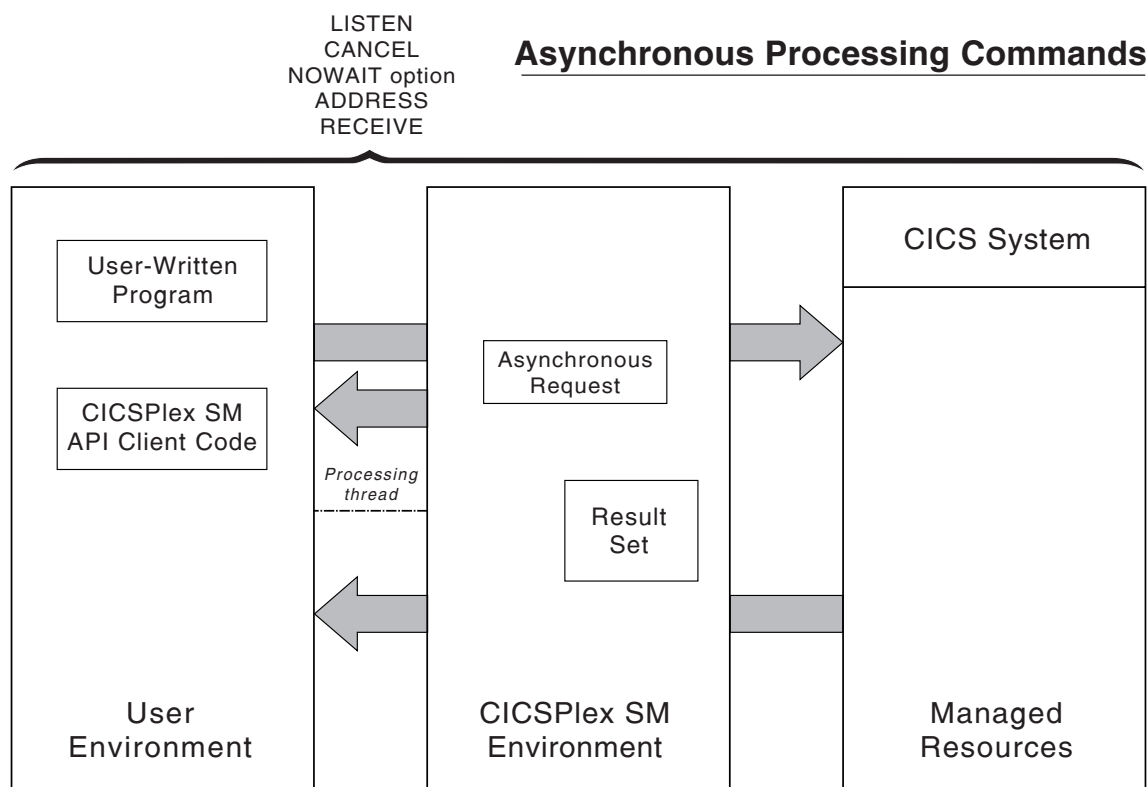 LISTEN
CANCEL
NOWAIT option
ADDRESS
RECEIVE
Asynchronous Processing Commands
User-Written
Program
CICSPlex SM
API Client Code
Processing
thread
Asynchronous
Request
Result
Set
CICS System
User
Environment
CICSPlex SM
Environment
Managed
Resources